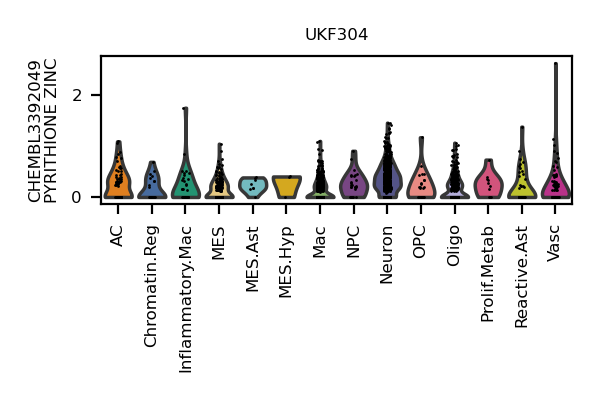 UKF304
CHEMBL3392049
PYRITHIONE ZINC
2
0
AC
Chromatin.Reg
Inflammatory.Mac
MES
MES.Ast
MES.Hyp
Mac
NPC
Neuron
OPC
Oligo
Prolif.Metab
Reactive.Ast
Vasc